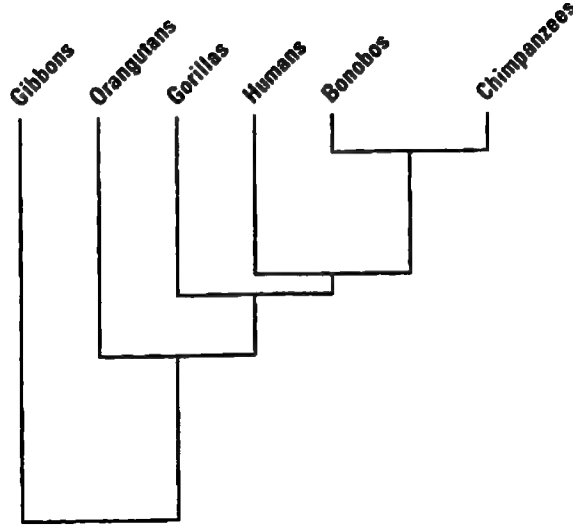 Gibbons
Orangutans
Gorillas
Humans
Bonobos
Chimpanzees